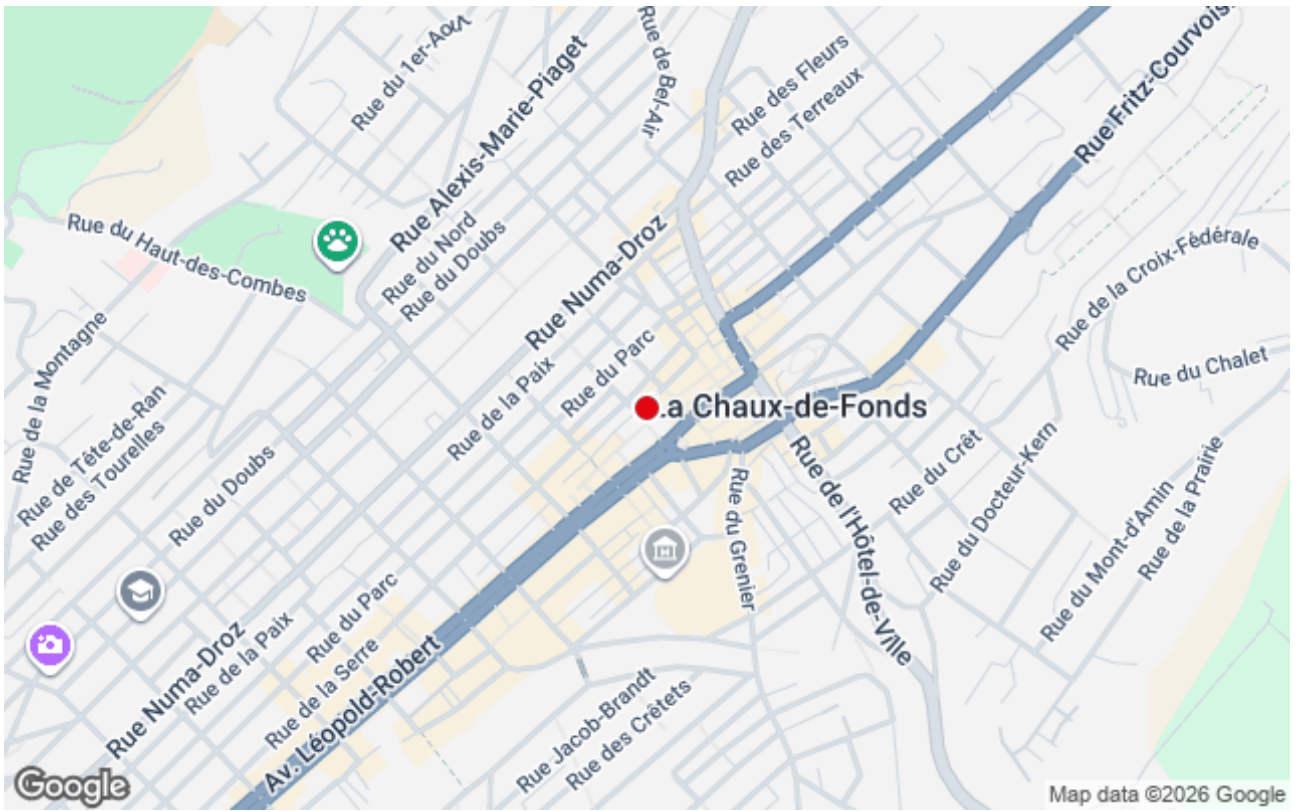 Rue du 1er-Août
Rue de Bel-Air
Rue des Fleurs
Rue des Terreaux
Rue Fritz-Courvois
Rue Alexis-Marie-Piaget
Rue du Haut-des-Combes
Rue du Nord
Rue du Doubs
Rue Numa-Droz
Rue de la Croix-Fédérale
Rue du Chalet
Rue de la Montagne
Rue de la Paix
Rue du Parc
La Chaux-de-Fonds
Rue de Tête-de-Ran
Rue des Tourelles
Rue du Doubs
Rue du Grenier
Rue de l'Hôtel-de-Ville
Rue du Crêt
Rue du Docteur-Kern
Rue du Mont-d'Amin
Rue de la Prairie
Rue Numa-Droz
Rue de la Paix
Rue du Parc
Rue de la Serre
Av. Léopold-Robert
Rue Jacob-Brandt
Rue des Crêtets
Google
Map data ©2026 Google